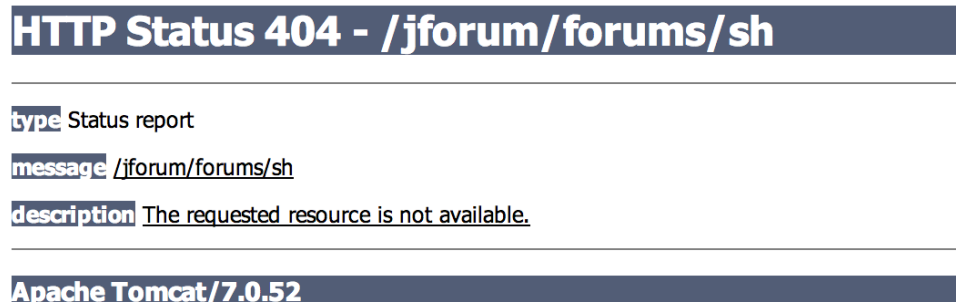 HTTP Status 404 - /jforum/forums/sh
type Status report
message /jforum/forums/sh
description The requested resource is not available.
Apache Tomcat/7.0.52